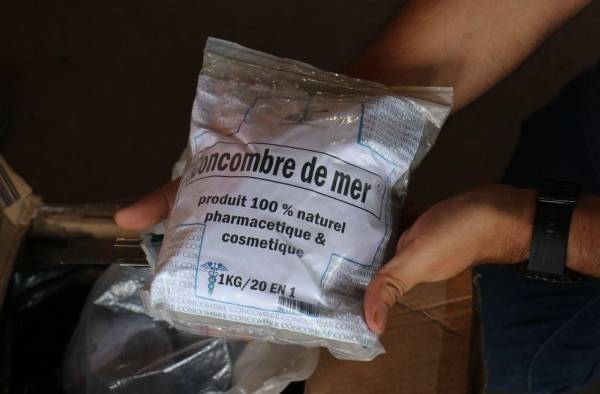 Concombre de mer
produit 100 % naturel
pharmacetique &
cosmetique
1KG/20 EN 1